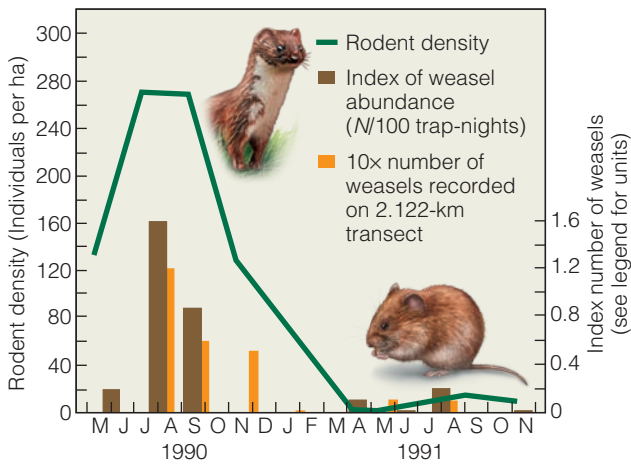 300
280
240
200
160
120
80
40
0
Rodent density (Individuals per ha)
Rodent density
Index of weasel
abundance
(N/100 trap-nights)
10x number of
weasels recorded
on 2.122-km
transect
1.6
1.2
0.8
0.4
0
Index number of weasels
(see legend for units)
M J J A S O N D J F M A M J J A S O N
1990 1991